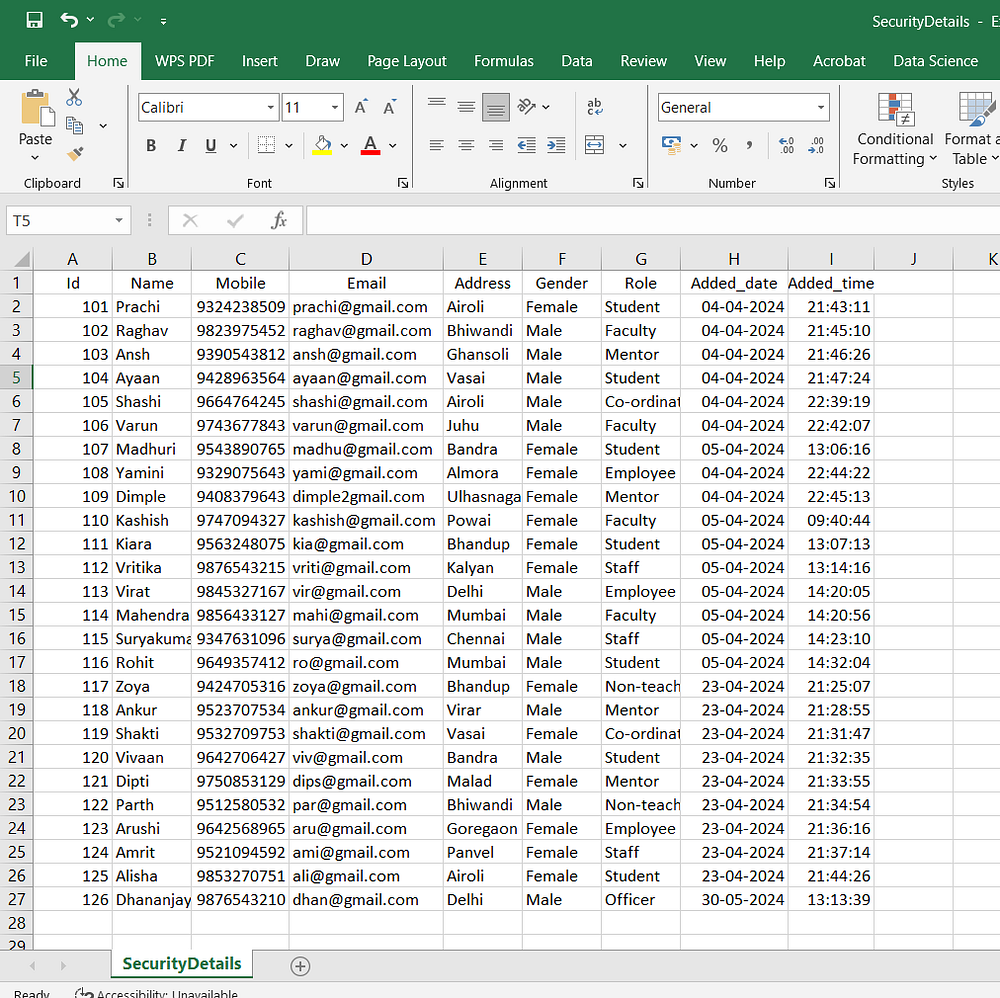 SecurityDetails - E
File Home WPS PDF Insert Draw Page Layout Formulas Data Review View Help Acrobat Data Science
Paste
Calibri 11 A A
B I U A
ab
General
% ,
Conditional Formatting
Format a
Table
Clipboard Font Alignment Number Styles
T5 fx
A B C D E F G H I J K
1 Id Name Mobile Email Address Gender Role Added_date Added_time
2 101 Prachi 9324238509 prachi@gmail.com Airoli Female Student 04-04-2024 21:43:11
3 102 Raghav 9823975452 raghav@gmail.com Bhiwandi Male Faculty 04-04-2024 21:45:10
4 103 Ansh 9390543812 ansh@gmail.com Ghansoli Male Mentor 04-04-2024 21:46:26
5 104 Ayaan 9428963564 ayaan@gmail.com Vasai Male Student 04-04-2024 21:47:24
6 105 Shashi 9664764245 shashi@gmail.com Airoli Male Co-ordinat 04-04-2024 22:39:19
7 106 Varun 9743677843 varun@gmail.com Juhu Male Faculty 04-04-2024 22:42:07
8 107 Madhuri 9543890765 madhu@gmail.com Bandra Female Student 05-04-2024 13:06:16
9 108 Yamini 9329075643 yami@gmail.com Almora Female Employee 04-04-2024 22:44:22
10 109 Dimple 9408379643 dimple2gmail.com Ulhasnaga Female Mentor 04-04-2024 22:45:13
11 110 Kashish 9747094327 kashish@gmail.com Powai Female Faculty 05-04-2024 09:40:44
12 111 Kiara 9563248075 kia@gmail.com Bhandup Female Student 05-04-2024 13:07:13
13 112 Vritika 9876543215 vriti@gmail.com Kalyan Female Staff 05-04-2024 13:14:16
14 113 Virat 9845327167 vir@gmail.com Delhi Male Employee 05-04-2024 14:20:05
15 114 Mahendra 9856433127 mahi@gmail.com Mumbai Male Faculty 05-04-2024 14:20:56
16 115 Suryakuma 9347631096 surya@gmail.com Chennai Male Staff 05-04-2024 14:23:10
17 116 Rohit 9649357412 ro@gmail.com Mumbai Male Student 05-04-2024 14:32:04
18 117 Zoya 9424705316 zoya@gmail.com Bhandup Female Non-teach 23-04-2024 21:25:07
19 118 Ankur 9523707534 ankur@gmail.com Virar Male Mentor 23-04-2024 21:28:55
20 119 Shakti 9532709753 shakti@gmail.com Vasai Female Co-ordinat 23-04-2024 21:31:47
21 120 Vivaan 9642706427 viv@gmail.com Bandra Male Student 23-04-2024 21:32:35
22 121 Dipti 9750853129 dips@gmail.com Malad Female Mentor 23-04-2024 21:33:55
23 122 Parth 9512580532 par@gmail.com Bhiwandi Male Non-teach 23-04-2024 21:34:54
24 123 Arushi 9642568965 aru@gmail.com Goregaon Female Employee 23-04-2024 21:36:16
25 124 Amrit 9521094592 ami@gmail.com Panvel Female Staff 23-04-2024 21:37:14
26 125 Alisha 9853270751 ali@gmail.com Airoli Female Student 23-04-2024 21:44:26
27 126 Dhananjay 9876543210 dhan@gmail.com Delhi Male Officer 30-05-2024 13:13:39
28
29
SecurityDetails
Ready Accessibility: Unavailable